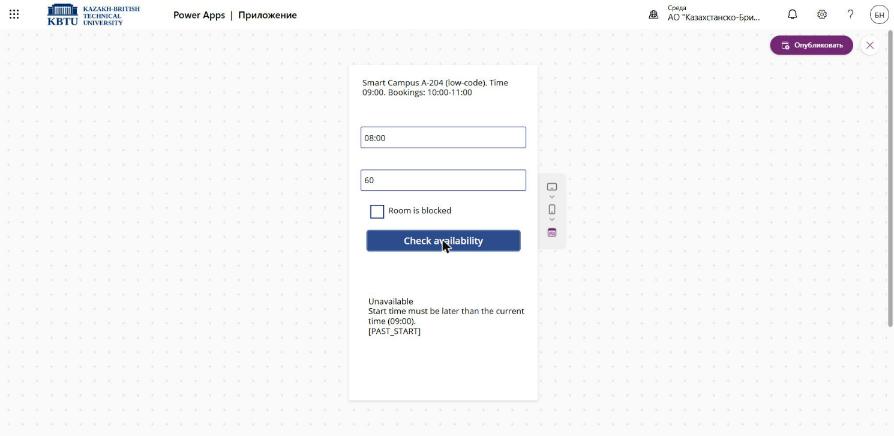 KBTU
KAZAKH-BRITISH
TECHNICAL
UNIVERSITY
Power Apps | Приложение
Среда
АО "Казахстанско-Бри...
?
БН
Опубликовать
Smart Campus A-204 (low-code). Time
09:00. Bookings: 10:00-11:00
08:00
60
Room is blocked
Check availability
Unavailable
Start time must be later than the current
time (09:00).
[PAST_START]